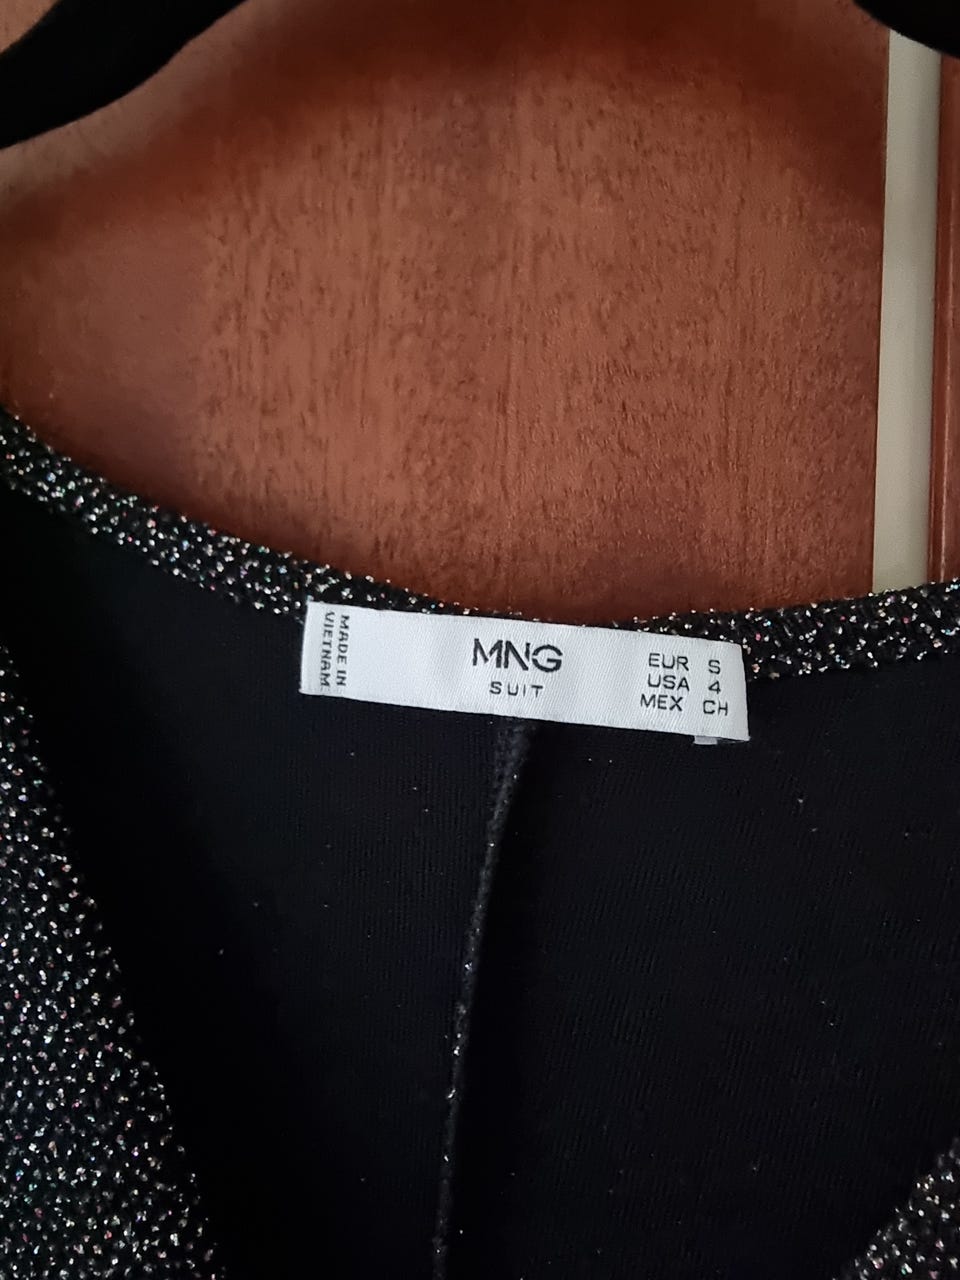 MADE IN
VIETNAM
MNG
SUIT
EUR S
USA 4
MEX CH